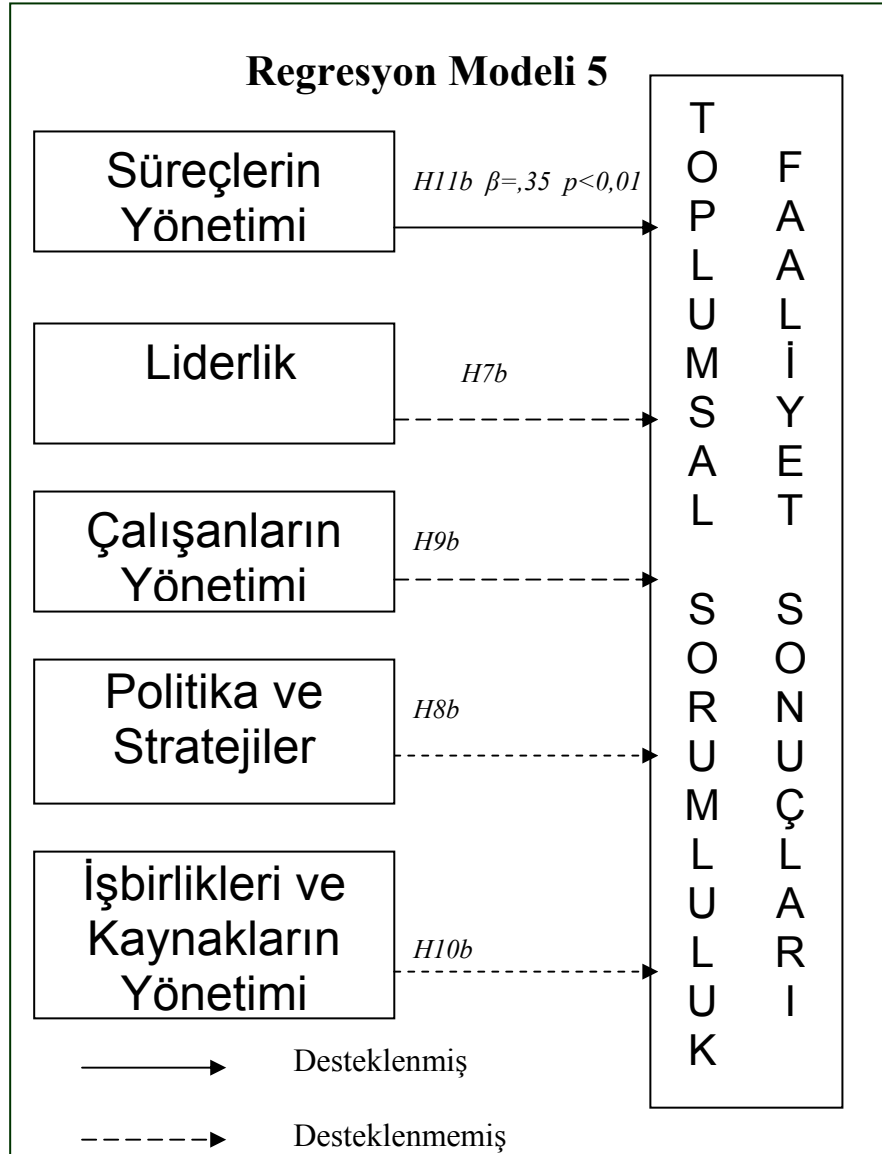 Regresyon Modeli 5
Süreçlerin
Yönetimi
H11b β=,35 p<0,01
Liderlik
H7b
Çalışanların
Yönetimi
H9b
Politika ve
Stratejiler
H8b
İşbirlikleri ve
Kaynakların
Yönetimi
H10b
TOPLUMSAL SORUMLULUK
FAALİYET SONUÇLARI
Desteklenmiş
Desteklenmemiş